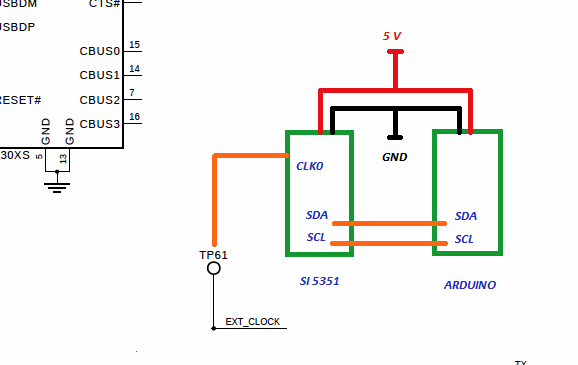 USBDM
CTS#
USBDP
CBUS0
15
CBUS1
14
RESET#
CBUS2
7
CBUS3
16
GND
GND
30XS
5
13
5 V
GND
CLK0
SDA
SCL
SDA
SCL
SI 5351
ARDUINO
TP61
EXT_CLOCK